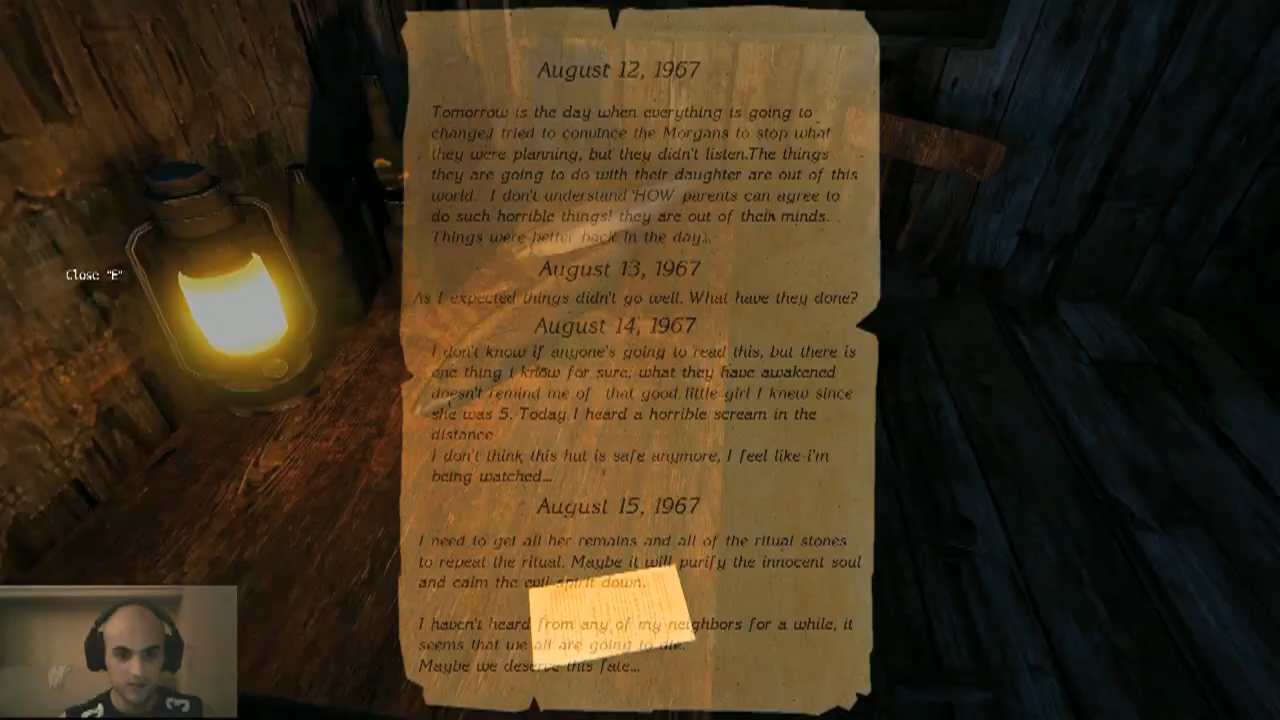 August 12, 1967
Tomorrow is the day when everything is going to
change,I tried to convince the Morgans to stop what
they were planning, but they didn't listen.The things
they are going to do with their daughter are out of this
world. I don't understand HOW parents can agree to
do such horrible things! they are out of their minds.
Things were better back in the day...
August 13, 1967
As I expected things didn't go well. What have they done?
Close "E"
August 14, 1967
I don't know if anyone's going to read this, but there is
one thing i know for sure; what they have awakened
doesn't remind me of that good little girl I knew since
she was 5. Today I heard a horrible scream in the
distance
I don't think this hut is safe anymore, I feel like i'm
being watched...
August 15, 1967
I need to get all her remains and all of the ritual stones
to repeat the ritual. Maybe it will purify the innocent soul
and calm the evil spirit down.
I haven't heard from any of my neighbors for a while, it
seems that we all are going to die.
Maybe we deserve this fate...
3